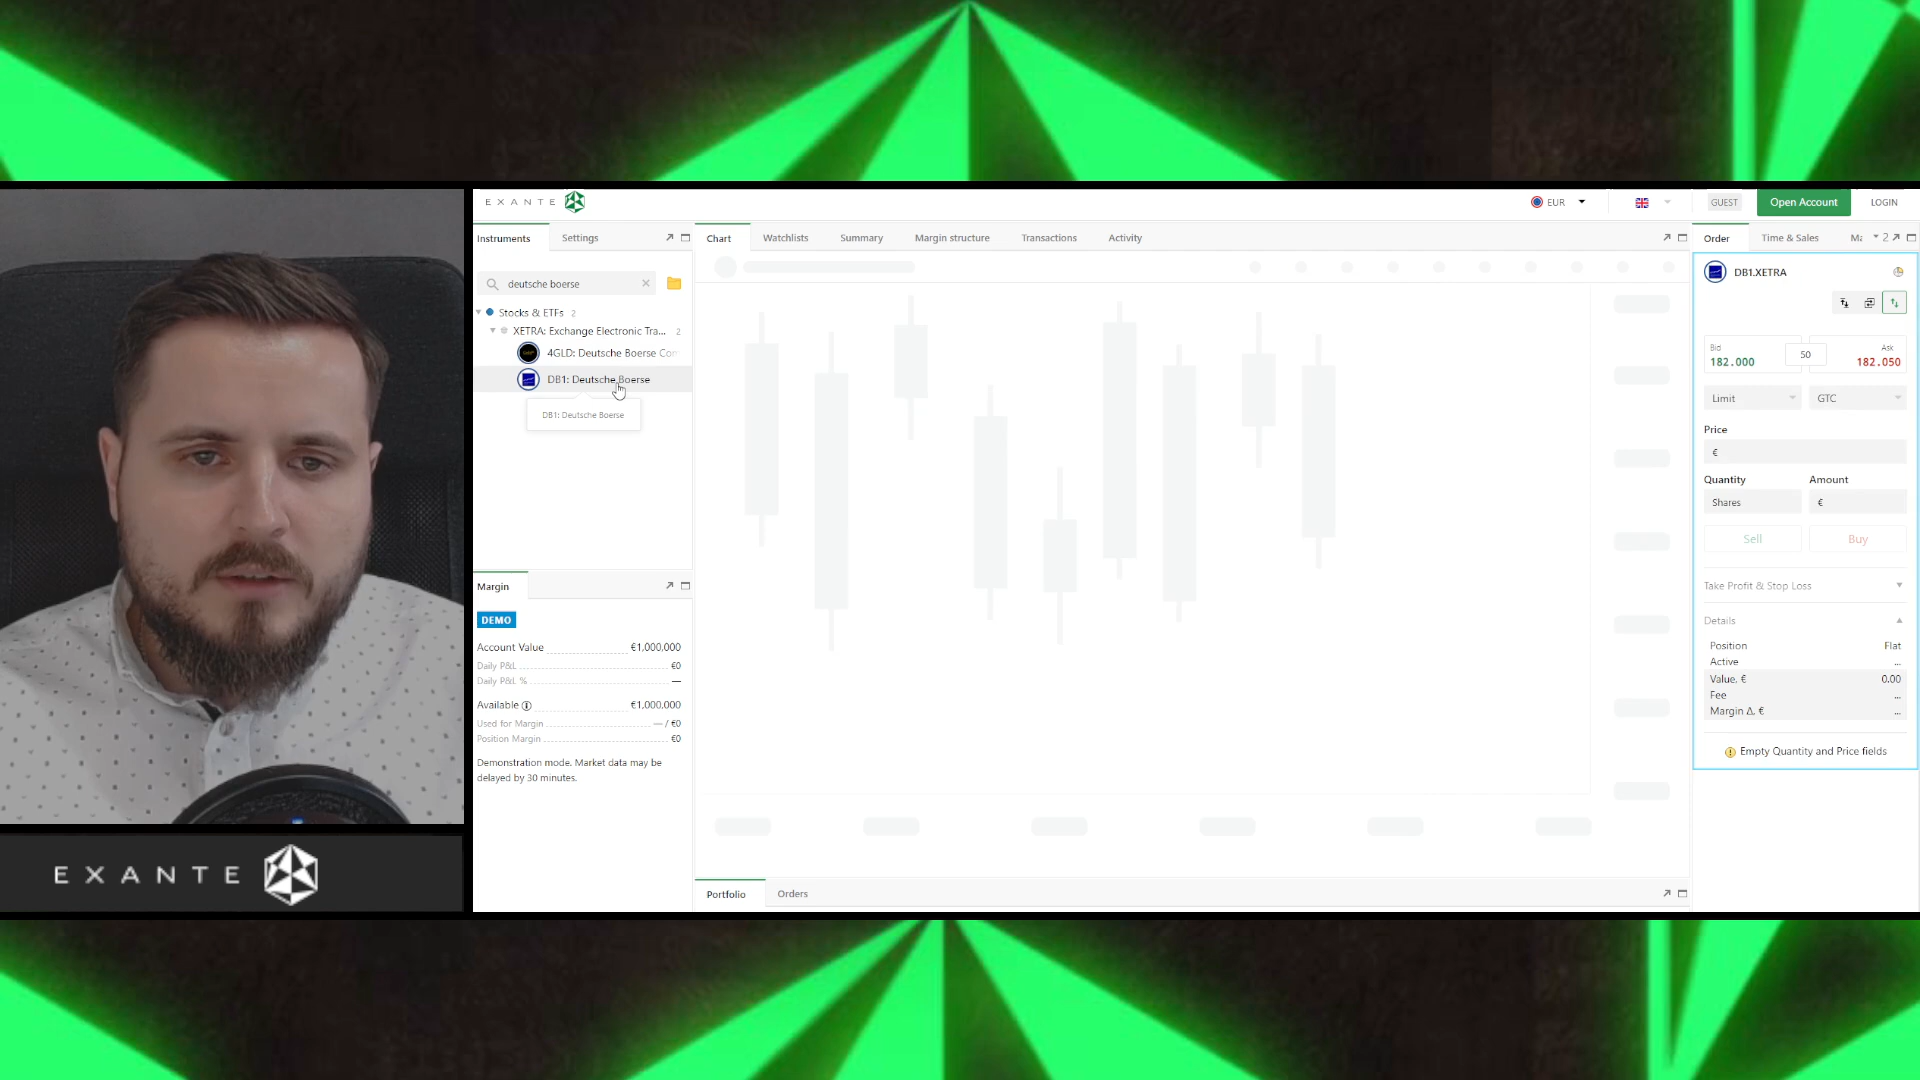 EXANTE
EUR
GUEST
Open Account
LOGIN
Instruments
Settings
deutsche boerse
Stocks & ETFs 2
XETRA: Exchange Electronic Tra... 2
4GLD: Deutsche Boerse Com
DB1: Deutsche Boerse
DB1: Deutsche Boerse
Margin
DEMO
Account Value €1,000,000
Daily P&L €0
Daily P&L % —
Available €1,000,000
Used for Margin — / €0
Position Margin €0
Demonstration mode. Market data may be
delayed by 30 minutes.
Chart
Watchlists
Summary
Margin structure
Transactions
Activity
Portfolio
Orders
Order
Time & Sales
Ma
2
DB1.XETRA
Bid
182.000
50
Ask
182.050
Limit
GTC
Price
€
Quantity
Amount
Shares
€
Sell
Buy
Take Profit & Stop Loss
Details
Position Flat
Active ...
Value, € 0.00
Fee ...
Margin Δ, € ...
Empty Quantity and Price fields
EXANTE